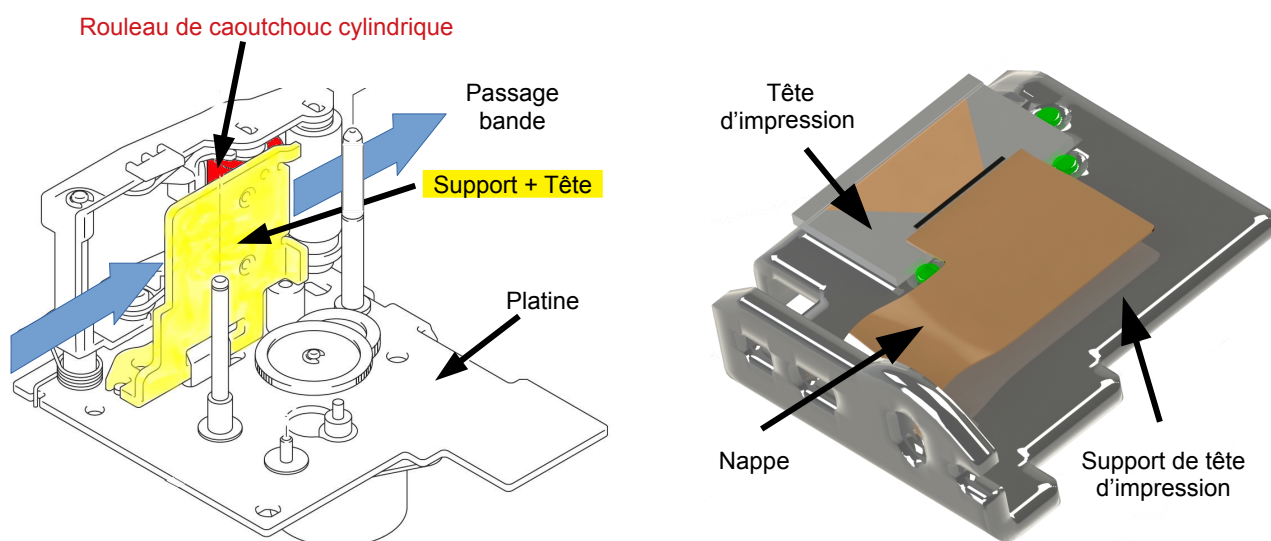 Rouleau de caoutchouc cylindrique
Passage
bande
Support + Tête
Platine
Tête
d'impression
Nappe
Support de tête
d'impression